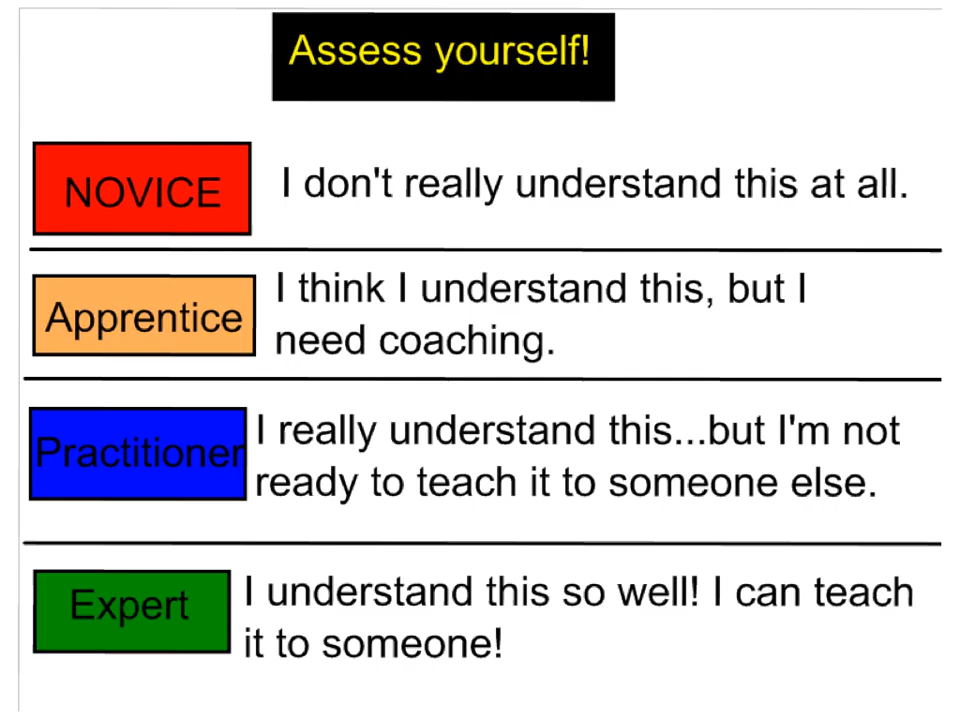 Assess yourself!
NOVICE
I don't really understand this at all.
Apprentice
I think I understand this, but I
need coaching.
Practitioner
I really understand this...but I'm not
ready to teach it to someone else.
Expert
I understand this so well! I can teach
it to someone!